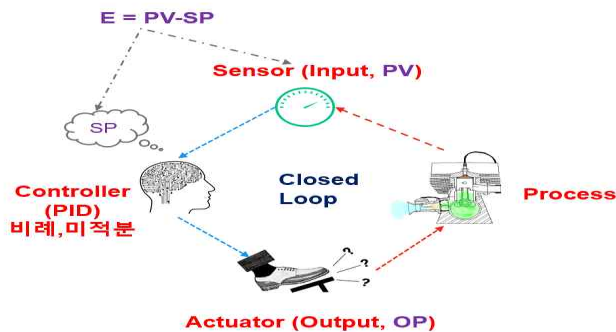 E = PV-SP
Sensor (Input, PV)
SP
Controller
(PID)
비례,미적분
Closed
Loop
Process
?
?
?
Actuator (Output, OP)